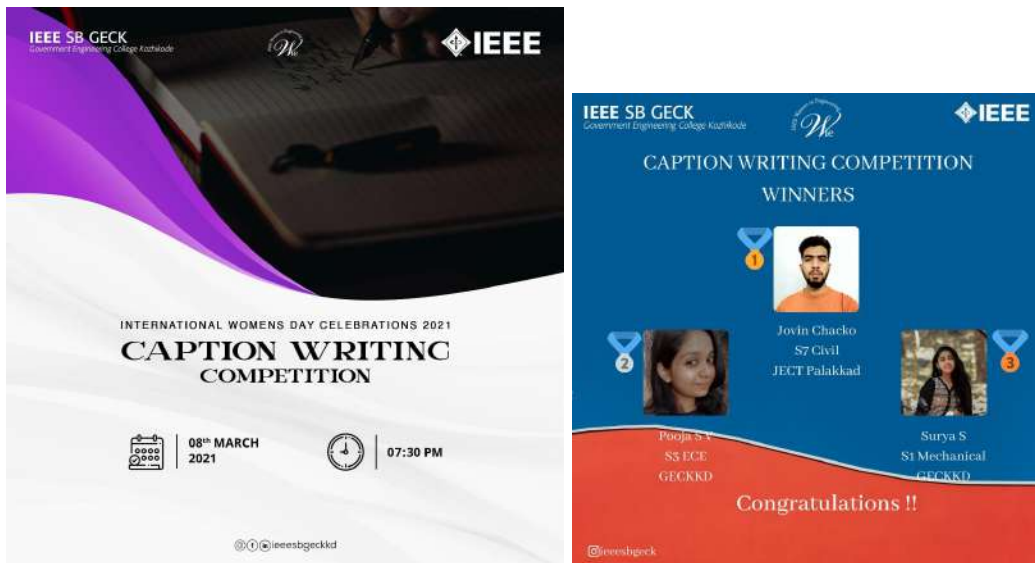 IEEE SB GECK
Government Engineering College Kozhikode
We
IEEE
INTERNATIONAL WOMENS DAY CELEBRATIONS 2021
CAPTION WRITING
COMPETITION
08th MARCH
2021
07:30 PM
ieeesbgeckkd
IEEE SB GECK
Government Engineering College Kozhikode
IEEE
CAPTION WRITING COMPETITION
WINNERS
1
Jovin Chacko
S7 Civil
JECT Palakkad
2
Pooja S V
S3 ECE
GECKKD
3
Surya S
S1 Mechanical
GECKKD
Congratulations !!
ieeesbgeck